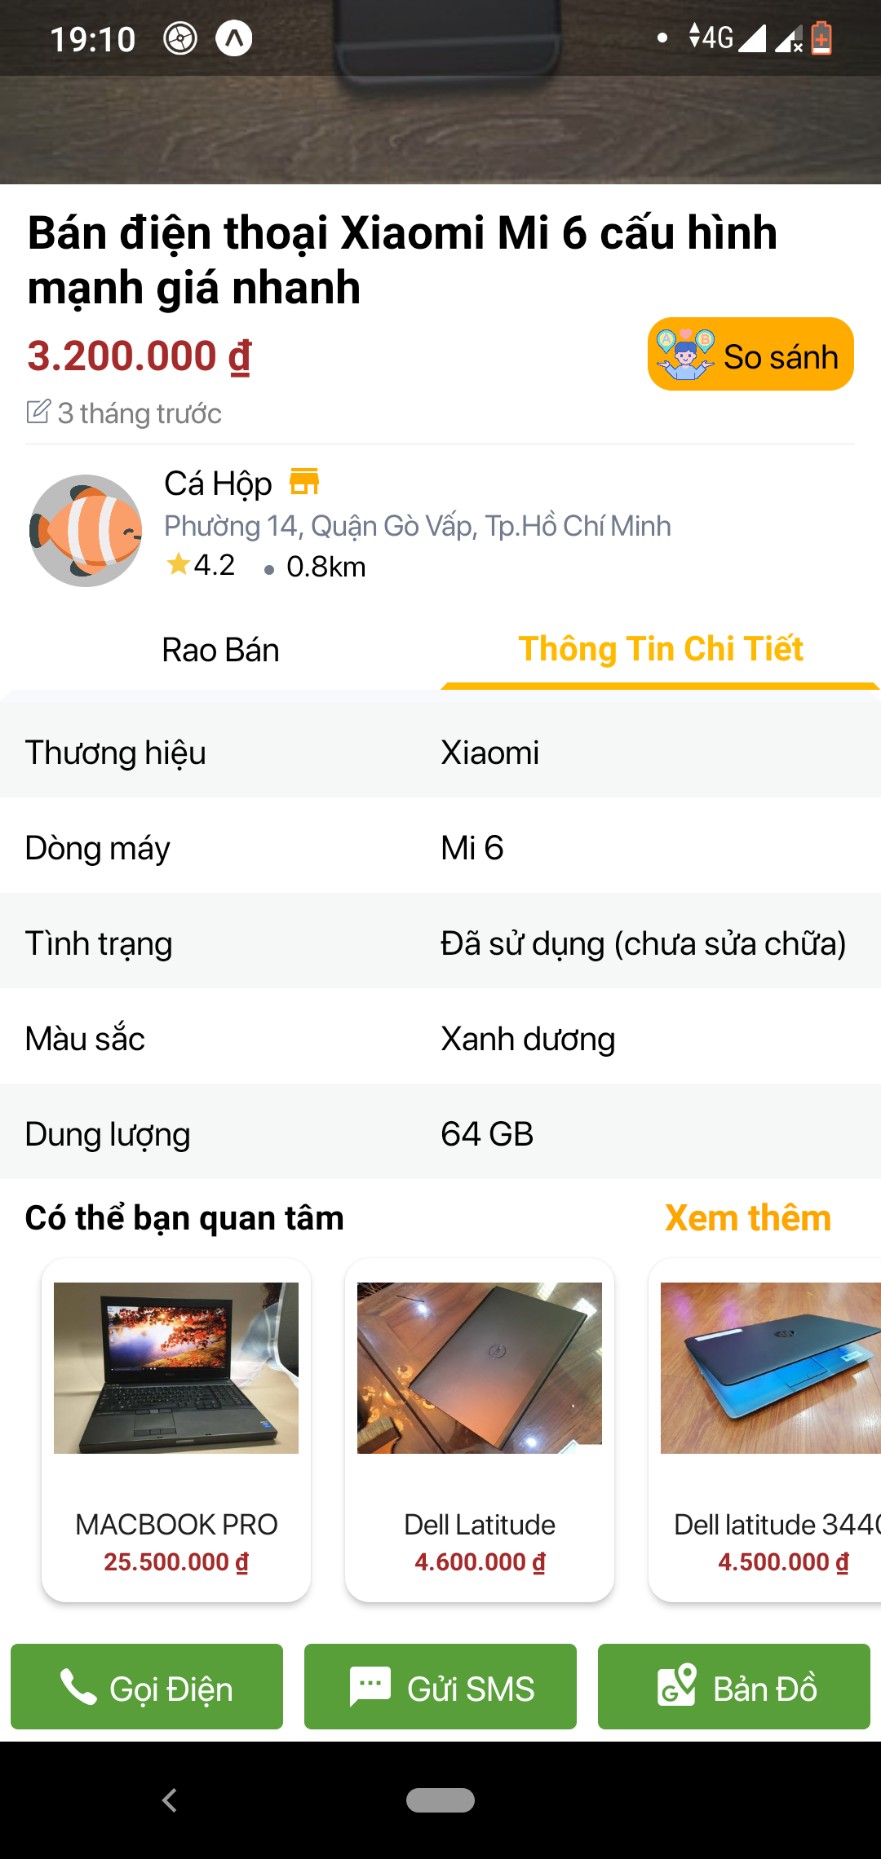 19:10
4G
Bán điện thoại Xiaomi Mi 6 cấu hình
mạnh giá nhanh
3.200.000 ₫
A B So sánh
3 tháng trước
Cá Hộp
Phường 14, Quận Gò Vấp, Tp.Hồ Chí Minh
4.2 • 0.8km
Rao Bán Thông Tin Chi Tiết
Thương hiệu Xiaomi
Dòng máy Mi 6
Tình trạng Đã sử dụng (chưa sửa chữa)
Màu sắc Xanh dương
Dung lượng 64 GB
Có thể bạn quan tâm Xem thêm
MACBOOK PRO
25.500.000 ₫
Dell Latitude
4.600.000 ₫
Dell latitude 3440
4.500.000 ₫
Gọi Điện Gửi SMS Bản Đồ